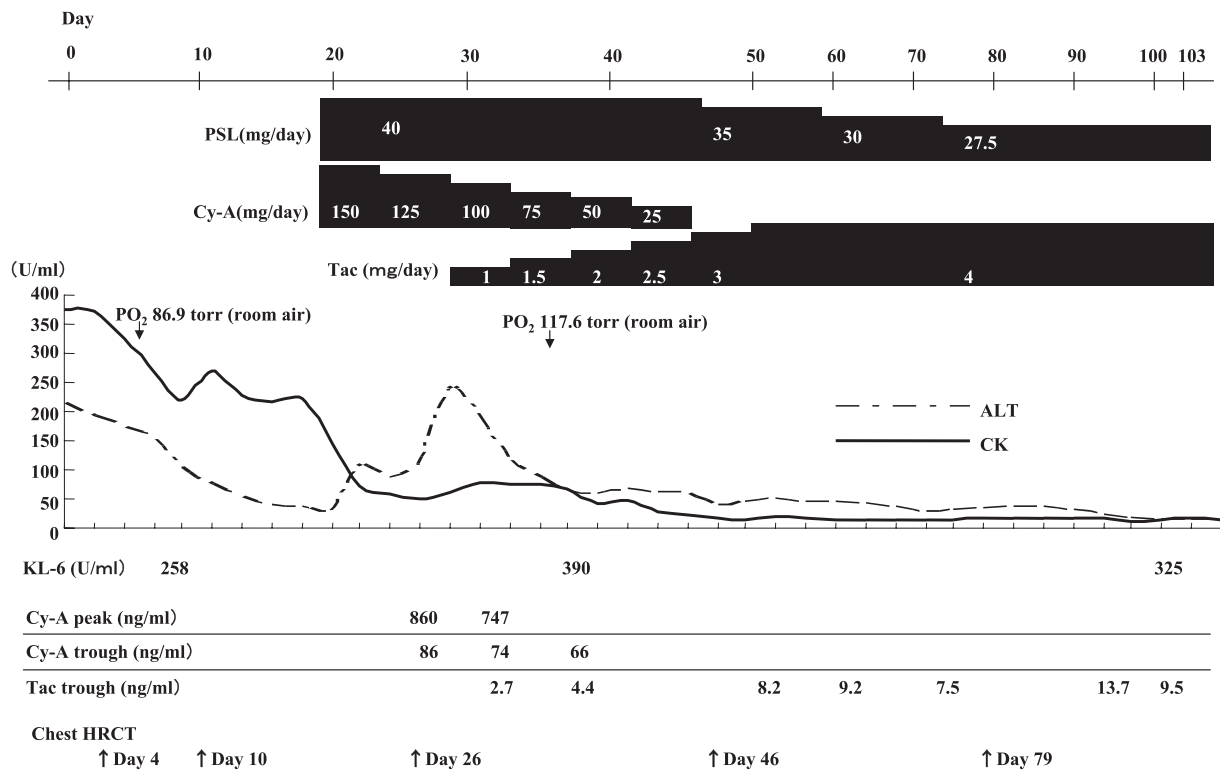 Day
0 10 20 30 40 50 60 70 80 90 100 103
PSL(mg/day) 40 35 30 27.5
Cy-A(mg/day) 150 125 100 75 50 25
Tac (mg/day) 1 1.5 2 2.5 3 4
(U/ml)
400
PO2 86.9 torr (room air)
PO2 117.6 torr (room air)
350
300
250
200
ALT
150
CK
100
50
0
KL-6 (U/ml) 258 390 325
Cy-A peak (ng/ml) 860 747
Cy-A trough (ng/ml) 86 74 66
Tac trough (ng/ml) 2.7 4.4 8.2 9.2 7.5 13.7 9.5
Chest HRCT
↑Day 4 ↑Day 10 ↑Day 26 ↑Day 46 ↑Day 79